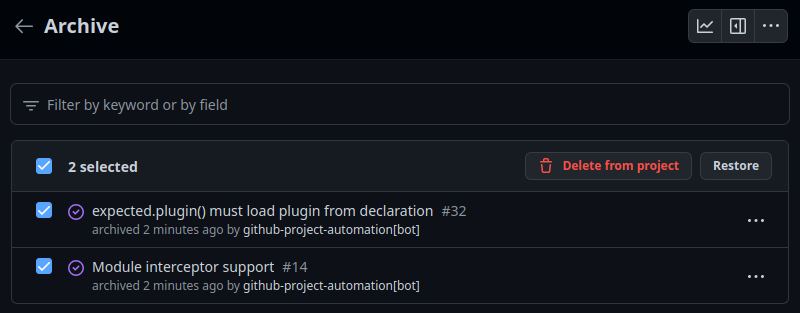 Archive
Filter by keyword or by field
2 selected Delete from project Restore
expected.plugin() must load plugin from declaration #32
archived 2 minutes ago by github-project-automation[bot]
Module interceptor support #14
archived 2 minutes ago by github-project-automation[bot]